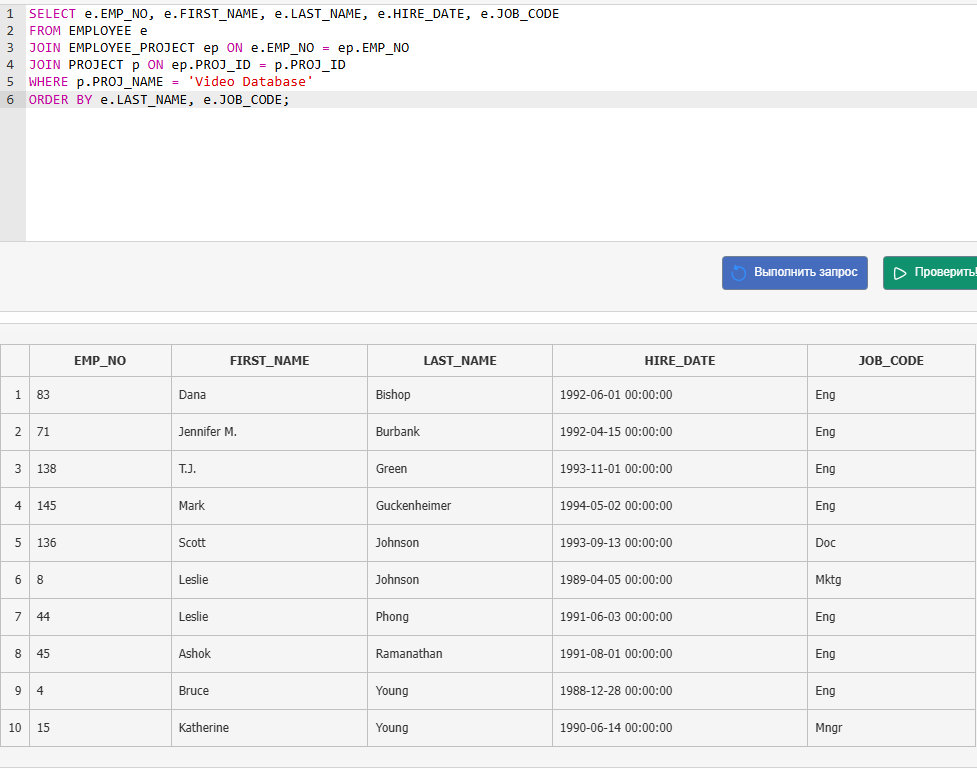 1 SELECT e.EMP_NO, e.FIRST_NAME, e.LAST_NAME, e.HIRE_DATE, e.JOB_CODE
2 FROM EMPLOYEE e
3 JOIN EMPLOYEE_PROJECT ep ON e.EMP_NO = ep.EMP_NO
4 JOIN PROJECT p ON ep.PROJ_ID = p.PROJ_ID
5 WHERE p.PROJ_NAME = 'Video Database'
6 ORDER BY e.LAST_NAME, e.JOB_CODE;
Выполнить запрос Проверить!
EMP_NO FIRST_NAME LAST_NAME HIRE_DATE JOB_CODE
1 83 Dana Bishop 1992-06-01 00:00:00 Eng
2 71 Jennifer M. Burbank 1992-04-15 00:00:00 Eng
3 138 T.J. Green 1993-11-01 00:00:00 Eng
4 145 Mark Guckenheimer 1994-05-02 00:00:00 Eng
5 136 Scott Johnson 1993-09-13 00:00:00 Doc
6 8 Leslie Johnson 1989-04-05 00:00:00 Mktg
7 44 Leslie Phong 1991-06-03 00:00:00 Eng
8 45 Ashok Ramanathan 1991-08-01 00:00:00 Eng
9 4 Bruce Young 1988-12-28 00:00:00 Eng
10 15 Katherine Young 1990-06-14 00:00:00 Mngr